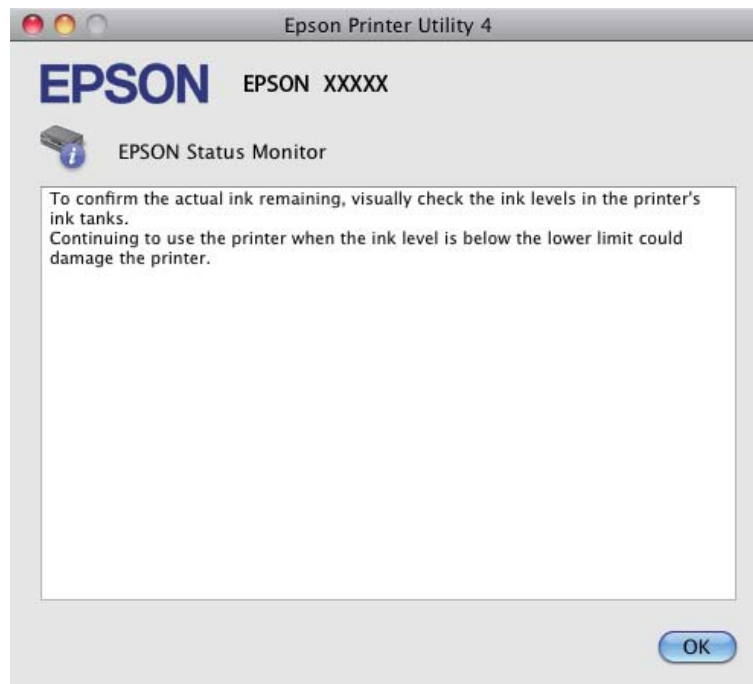 Epson Printer Utility 4
EPSON EPSON XXXXX
i EPSON Status Monitor
To confirm the actual ink remaining, visually check the ink levels in the printer's
ink tanks.
Continuing to use the printer when the ink level is below the lower limit could
damage the printer.
OK